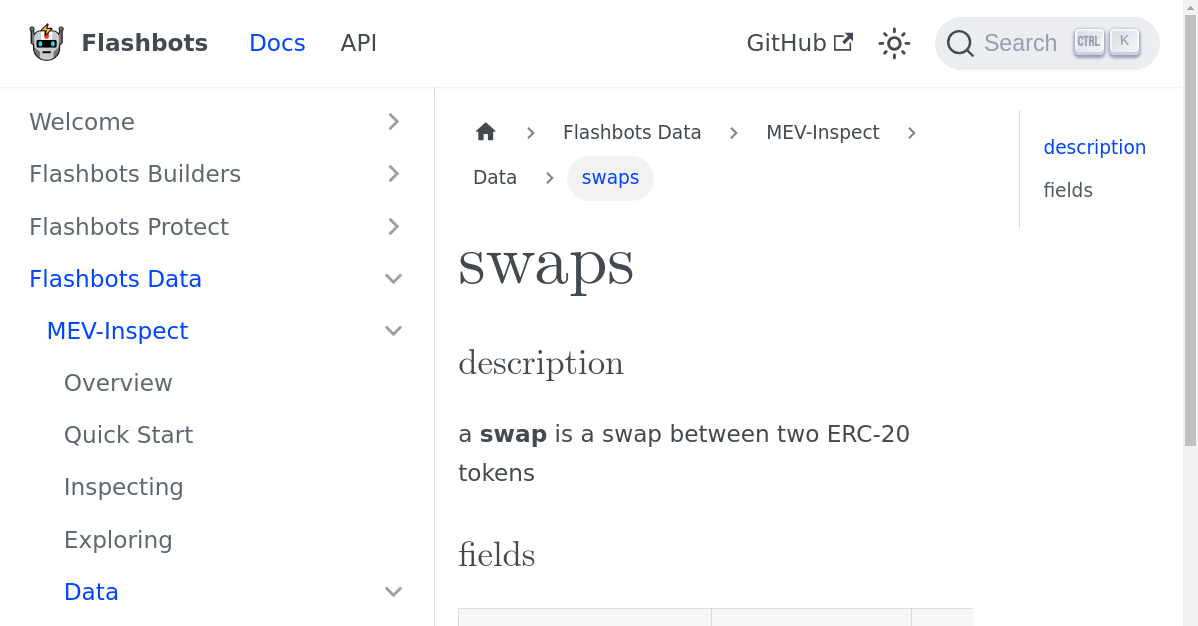 Flashbots Docs API GitHub Search CTRL K
Welcome
Flashbots Builders
Flashbots Protect
Flashbots Data
MEV-Inspect
Overview
Quick Start
Inspecting
Exploring
Data
Flashbots Data MEV-Inspect
Data swaps
swaps
description
a swap is a swap between two ERC-20
tokens
fields
description
fields